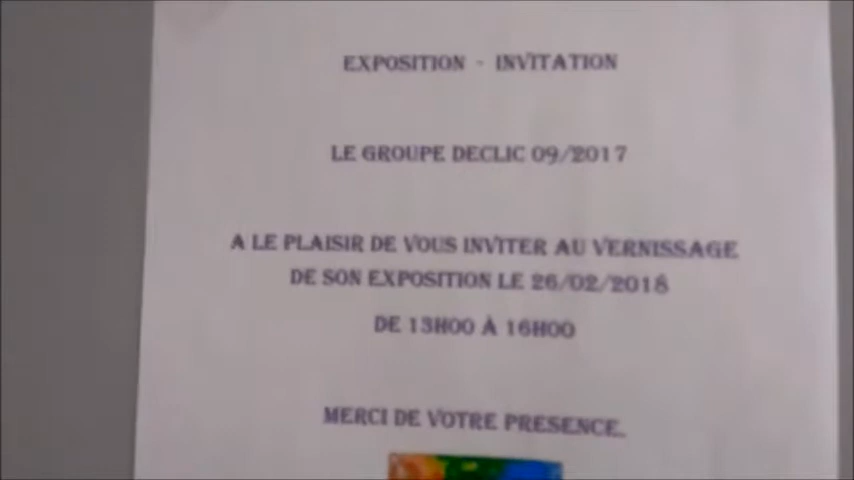 EXPOSITION - INVITATION
LE GROUPE DECLIC 09/2017
A LE PLAISIR DE VOUS INVITER AU VERNISSAGE
DE SON EXPOSITION LE 26/02/2018
DE 13H00 À 16H00
MERCI DE VOTRE PRESENCE.